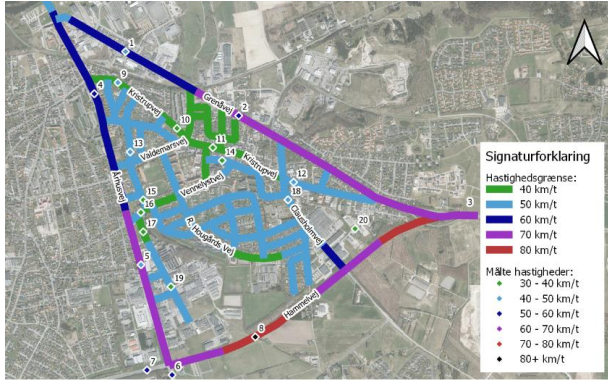 1
2
3
4
5
6
7
8
9
10
11
12
13
14
15
16
17
18
19
20
Grenåvej
Kristrupvej
Valdemarsvej
Kristrupvej
Vennelystvej
Århusvej
R. Hougårds Vej
Clausholmvej
Hammelvej
Signaturforklaring
Hastighedsgrænse:
40 km/t
50 km/t
60 km/t
70 km/t
80 km/t
Målte hastigheder:
30 - 40 km/t
40 - 50 km/t
50 - 60 km/t
60 - 70 km/t
70 - 80 km/t
80+ km/t